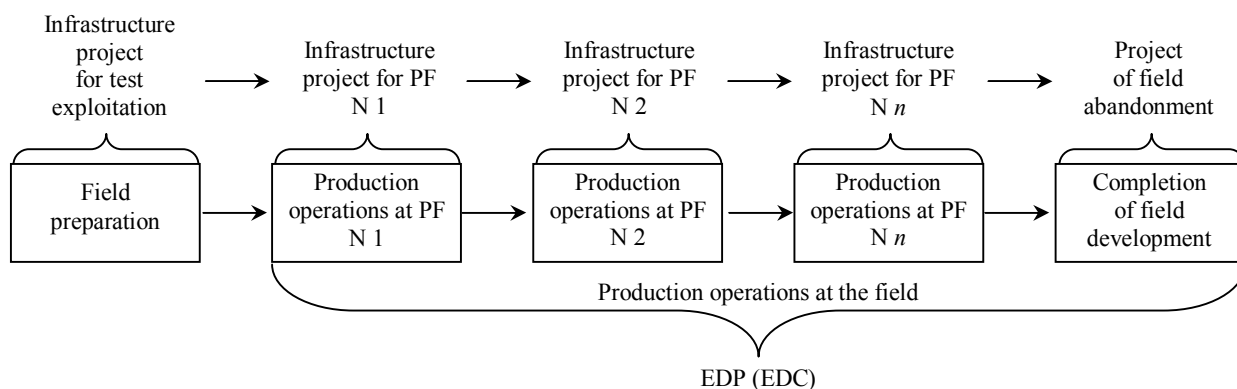 Infrastructure
project
for test
exploitation
Infrastructure
project for PF
N 1
Infrastructure
project for PF
N 2
Infrastructure
project for PF
N n
Project
of field
abandonment
Field
preparation
Production
operations at PF
N 1
Production
operations at PF
N 2
Production
operations at PF
N n
Completion
of field
development
Production operations at the field
EDP (EDC)